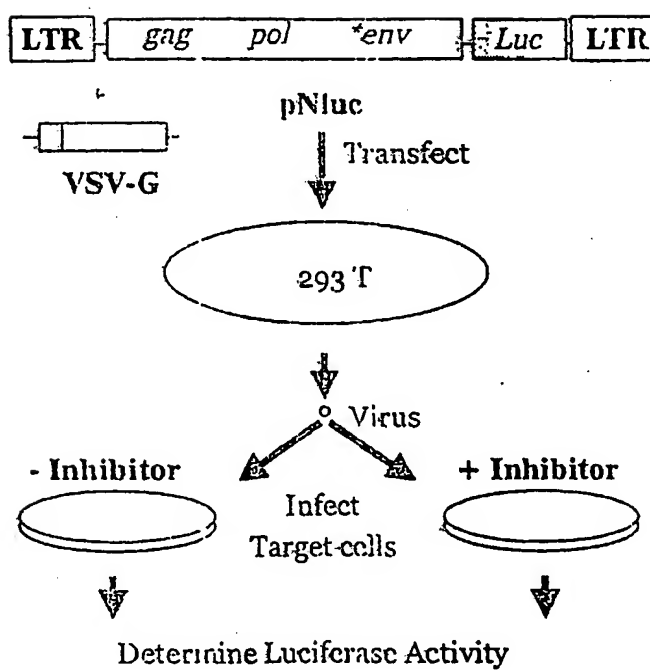 LTR gag pol *env Luc LTR
pNluc
VSV-G
Transfect
293 T
Virus
- Inhibitor
+ Inhibitor
Infect
Target-cells
Determine Luciferase Activity